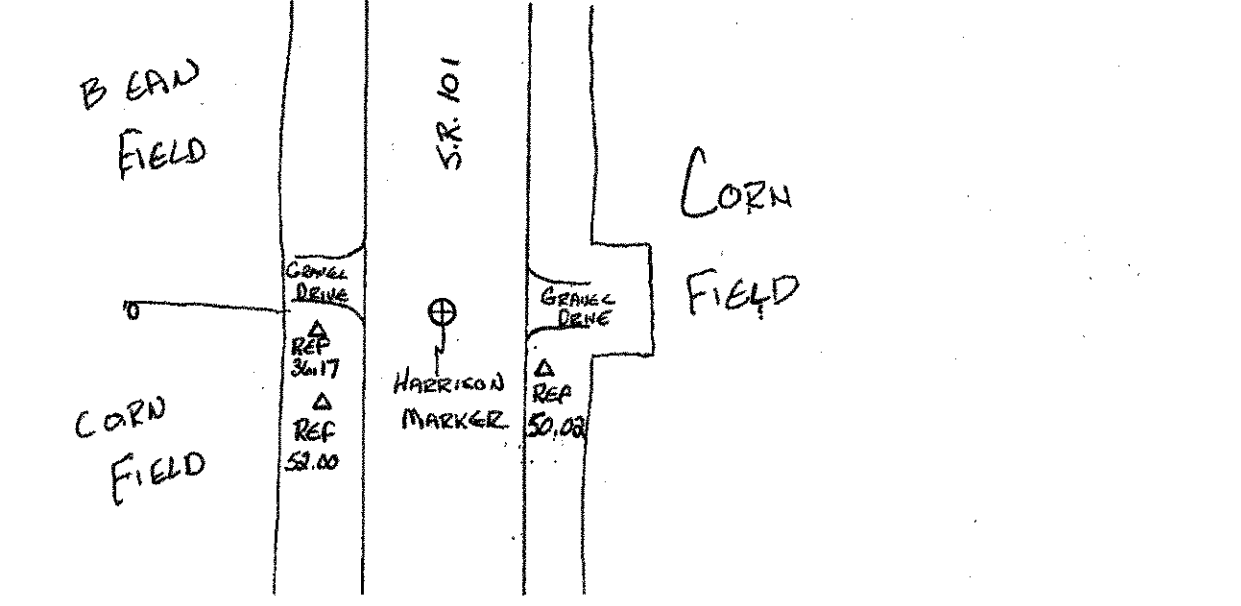 BEAN
FIELD
S.R. 101
CORN
FIELD
GRAVEL
DRIVE
GRAVEL
DRIVE
REF
36.17
HARRISON
MARKER
REF
50.02
REF
52.00
CORN
FIELD